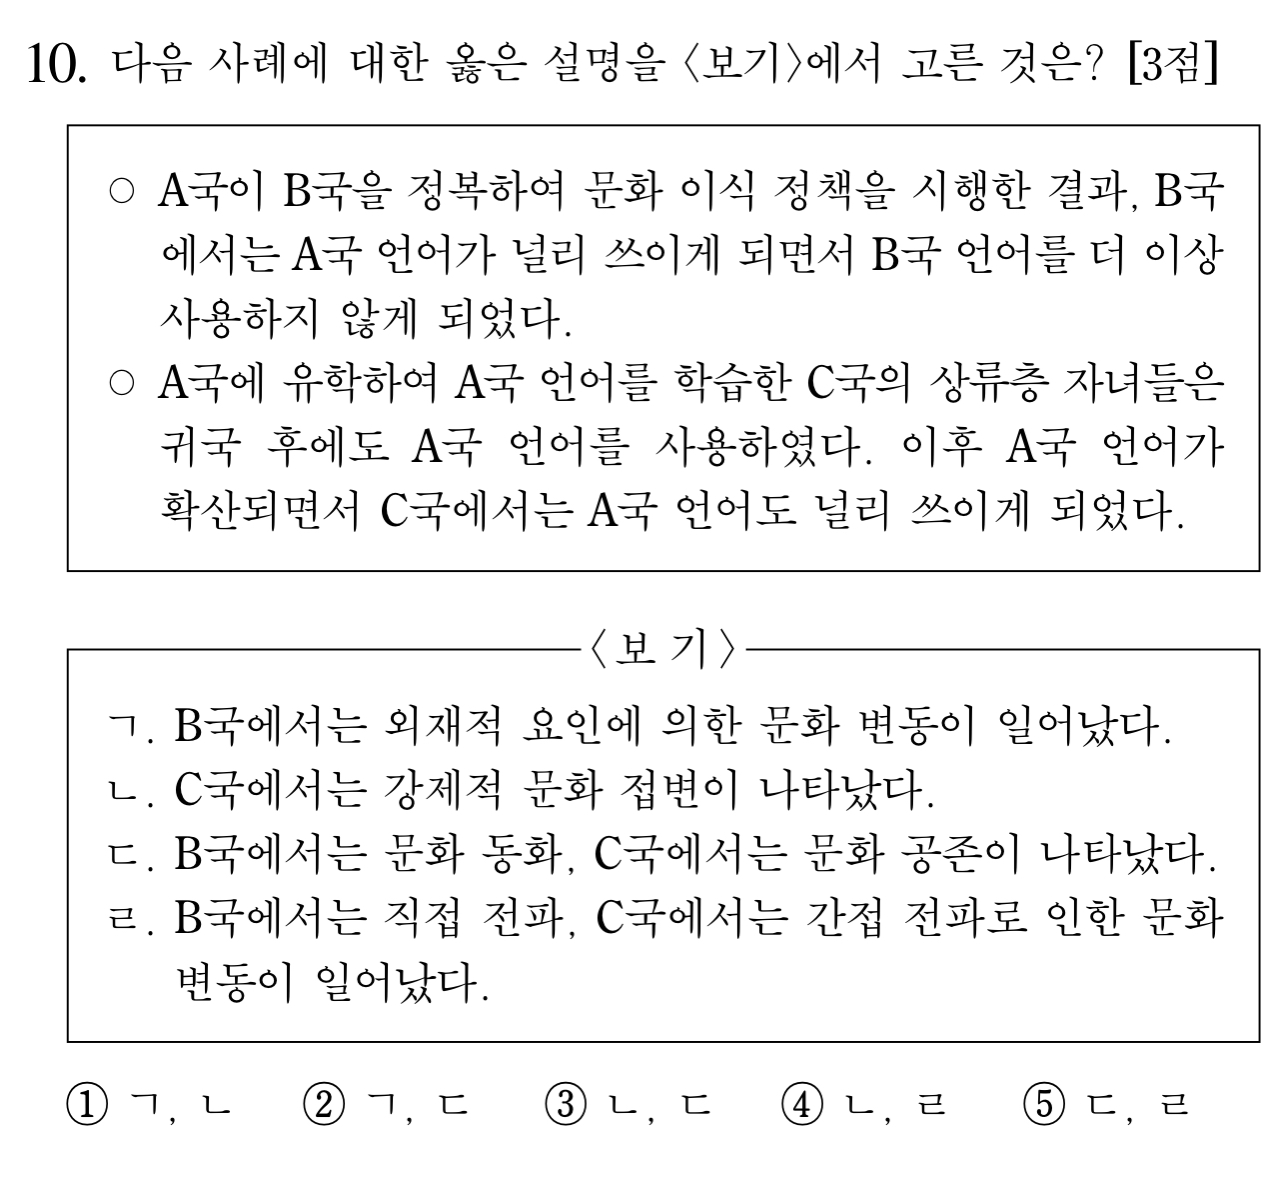 10. 다음 사례에 대한 옳은 설명을 〈보기〉에서 고른 것은? [3점]
○ A국이 B국을 정복하여 문화 이식 정책을 시행한 결과, B국
에서는 A국 언어가 널리 쓰이게 되면서 B국 언어를 더 이상
사용하지 않게 되었다.
○ A국에 유학하여 A국 언어를 학습한 C국의 상류층 자녀들은
귀국 후에도 A국 언어를 사용하였다. 이후 A국 언어가
확산되면서 C국에서는 A국 언어도 널리 쓰이게 되었다.
〈보 기〉
ㄱ. B국에서는 외재적 요인에 의한 문화 변동이 일어났다.
ㄴ. C국에서는 강제적 문화 접변이 나타났다.
ㄷ. B국에서는 문화 동화, C국에서는 문화 공존이 나타났다.
ㄹ. B국에서는 직접 전파, C국에서는 간접 전파로 인한 문화
변동이 일어났다.
① ㄱ, ㄴ ② ㄱ, ㄷ ③ ㄴ, ㄷ ④ ㄴ, ㄹ ⑤ ㄷ, ㄹ